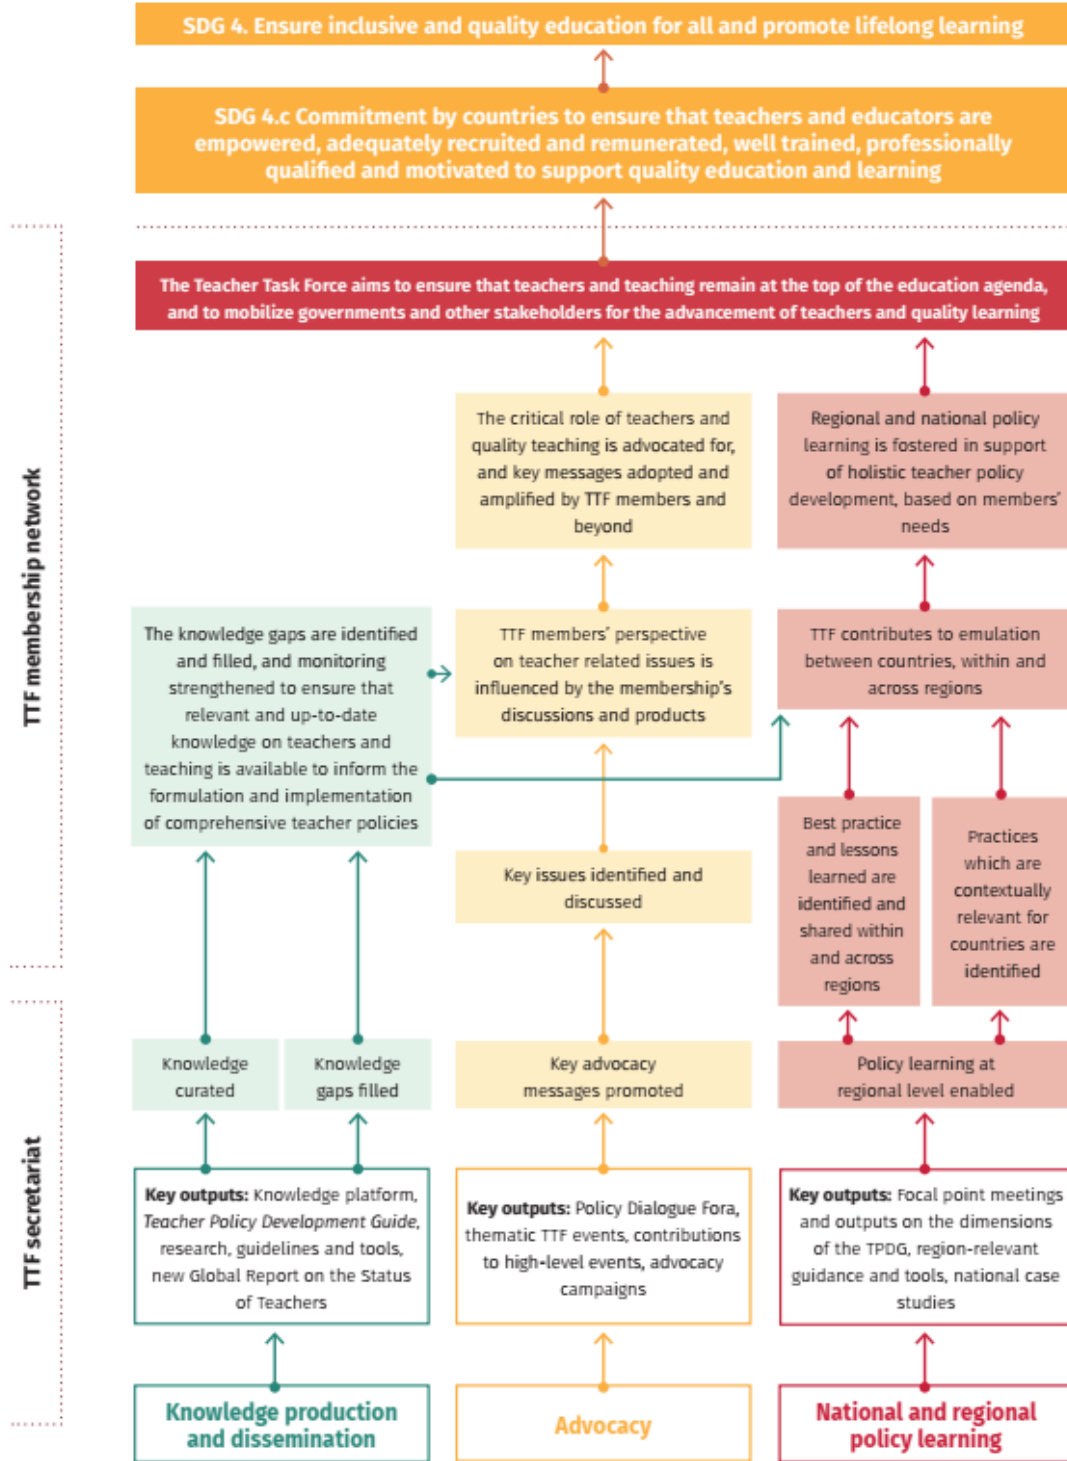 SDG 4. Ensure inclusive and quality education for all and promote lifelong learning
SDG 4.c Commitment by countries to ensure that teachers and educators are
empowered, adequately recruited and remunerated, well trained, professionally
qualified and motivated to support quality education and learning
TTF membership network
The Teacher Task Force aims to ensure that teachers and teaching remain at the top of the education agenda,
and to mobilize governments and other stakeholders for the advancement of teachers and quality learning
The critical role of teachers and
quality teaching is advocated for,
and key messages adopted and
amplified by TTF members and
beyond
Regional and national policy
learning is fostered in support
of holistic teacher policy
development, based on members'
needs
The knowledge gaps are identified
and filled, and monitoring
strengthened to ensure that
relevant and up-to-date
knowledge on teachers and
teaching is available to inform the
formulation and implementation
of comprehensive teacher policies
TTF members' perspective
on teacher related issues is
influenced by the membership's
discussions and products
TTF contributes to emulation
between countries, within and
across regions
Key issues identified and
discussed
Best practice
and lessons
learned are
identified and
shared within
and across
regions
Practices
which are
contextually
relevant for
countries are
identified
TTF secretariat
Knowledge
curated
Knowledge
gaps filled
Key advocacy
messages promoted
Policy learning at
regional level enabled
Key outputs: Knowledge platform,
Teacher Policy Development Guide,
research, guidelines and tools,
new Global Report on the Status
of Teachers
Key outputs: Policy Dialogue Fora,
thematic TTF events, contributions
to high-level events, advocacy
campaigns
Key outputs: Focal point meetings
and outputs on the dimensions
of the TPDG, region-relevant
guidance and tools, national case
studies
Knowledge production
and dissemination
Advocacy
National and regional
policy learning